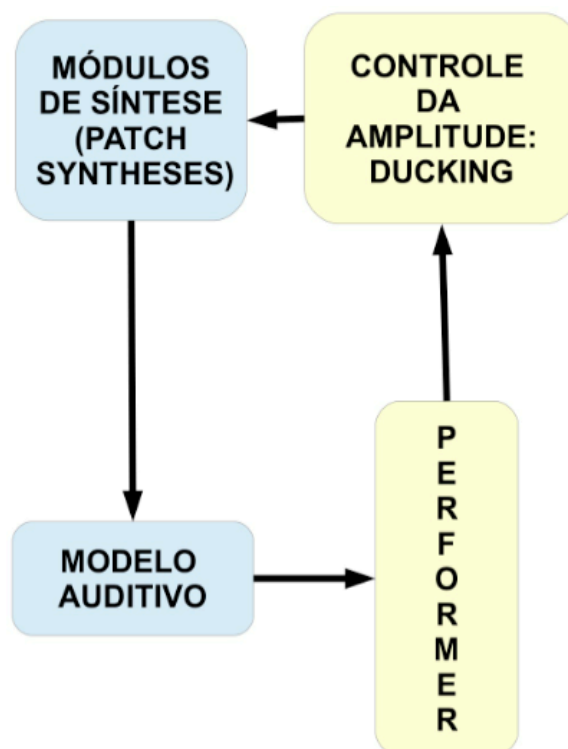 MÓDULOS
DE SÍNTESE
(PATCH
SYNTHESES)
CONTROLE
DA
AMPLITUDE:
DUCKING
MODELO
AUDITIVO
P
E
R
F
O
R
M
E
R